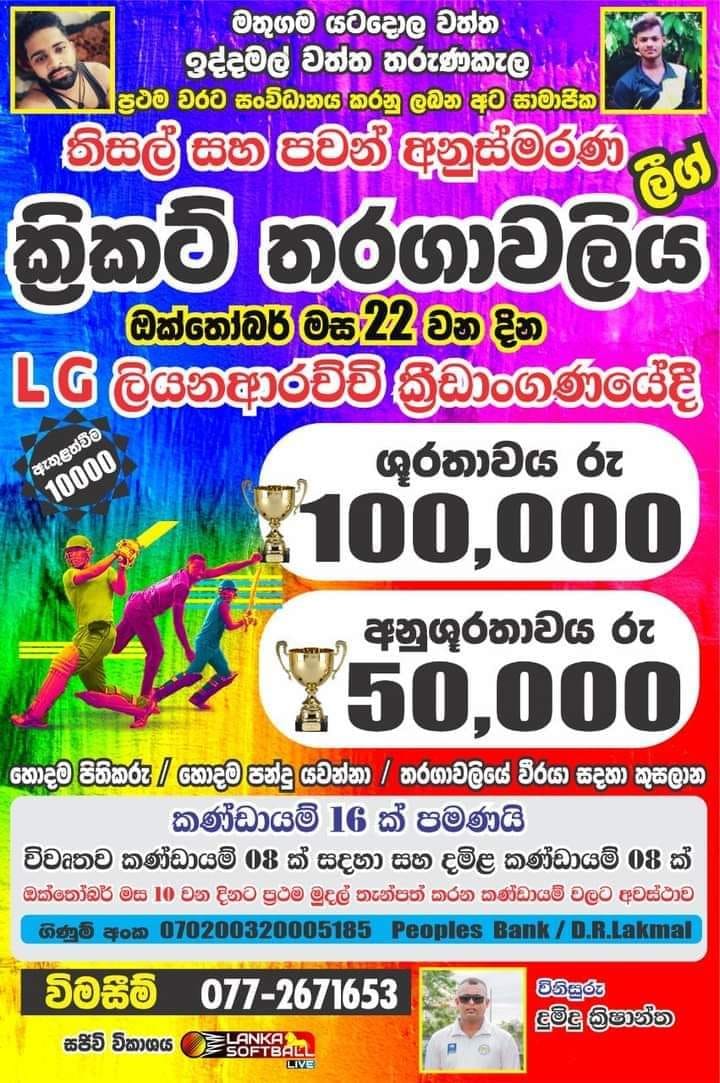 මතුගම යටදොල වත්ත
ඉද්දමල් වත්ත තරුණකැල
ප්‍රථම වරට සංවිධානය කරනු ලබන අට සාමාජික
තිසල් සහ පවන් අනුස්මරණ
ලීග්
ක්‍රිකට් තරගාවලිය
ඔක්තෝබර් මස 22 වන දින
L G ලියනආරච්චි ක්‍රීඩාංගණයේදී
ඇතුළත්වීම
10000
ශූරතාවය රු
100,000
අනුශූරතාවය රු
50,000
හොදම පිතිකරු / හොදම පන්දු යවන්නා / තරගාවලියේ වීරයා සදහා කුසලාන
කණ්ඩායම් 16 ක් පමණයි
විවෘතව කණ්ඩායම් 08 ක් සදහා සහ දමිළ කණ්ඩායම් 08 ක්
ඔක්තෝබර් මස 10 වන දිනට ප්‍රථම මුදල් තැන්පත් කරන කණ්ඩායම් වලට අවස්ථාව
ගිණුම් අංක 070200320005185 Peoples Bank / D.R.Lakmal
විමසීම් 077-2671653
විනිසුරු
දුමිදු ක්‍රිෂාන්ත
සජිවි විකාශය LANKA
SOFTBALL
LIVE